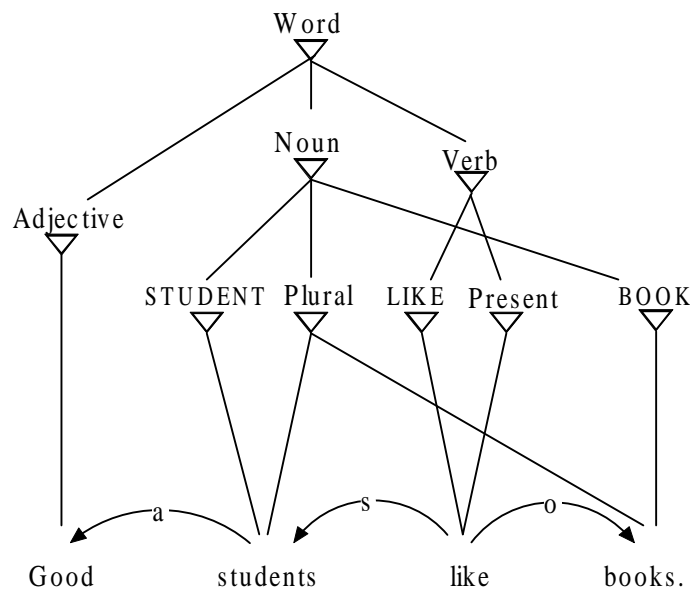 Word
Noun
Verb
Adjective
STUDENT Plural LIKE Present BOOK
a s o
Good students like books.